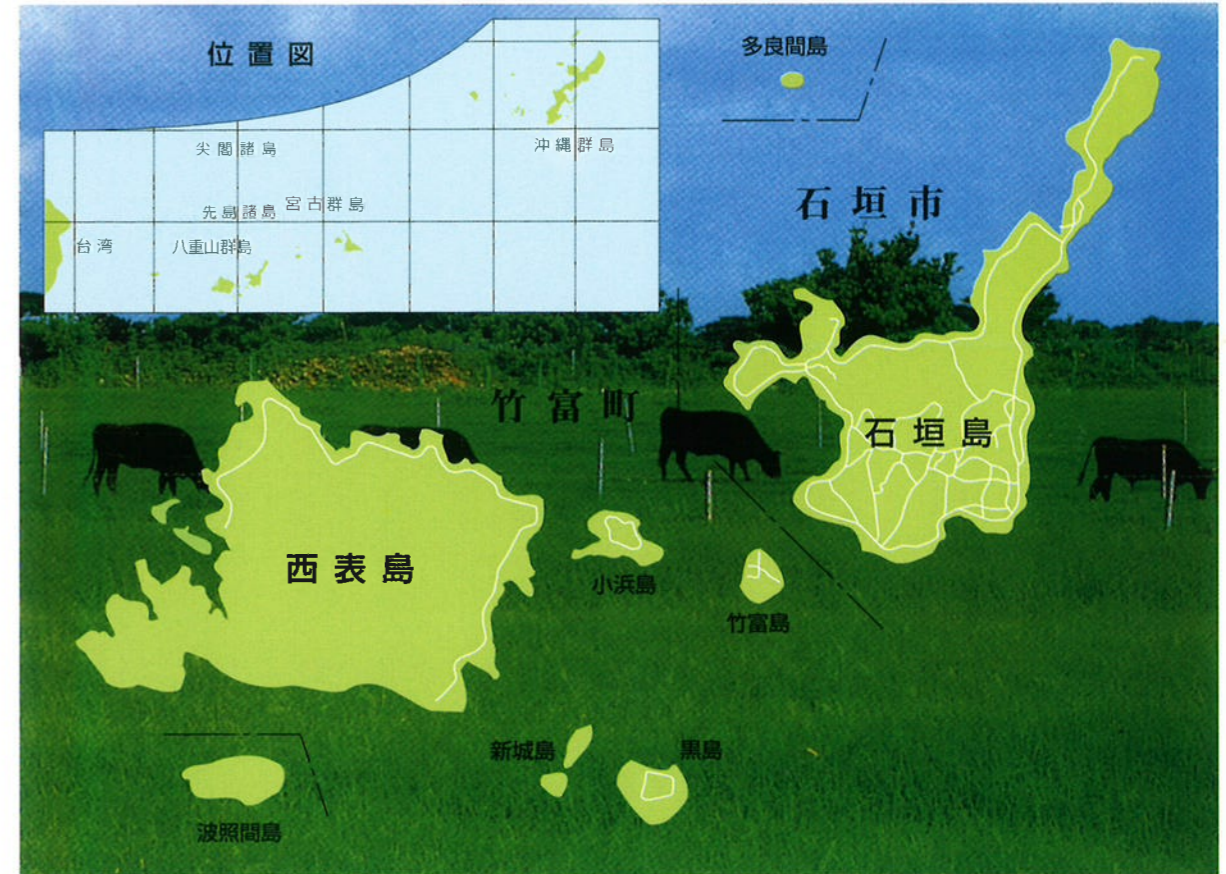 位置図
尖閣諸島
沖縄群島
先島諸島
宮古群島
台湾
八重山群島
多良間島
石垣市
竹富町
石垣島
西表島
小浜島
竹富島
新城島
黒島
波照間島